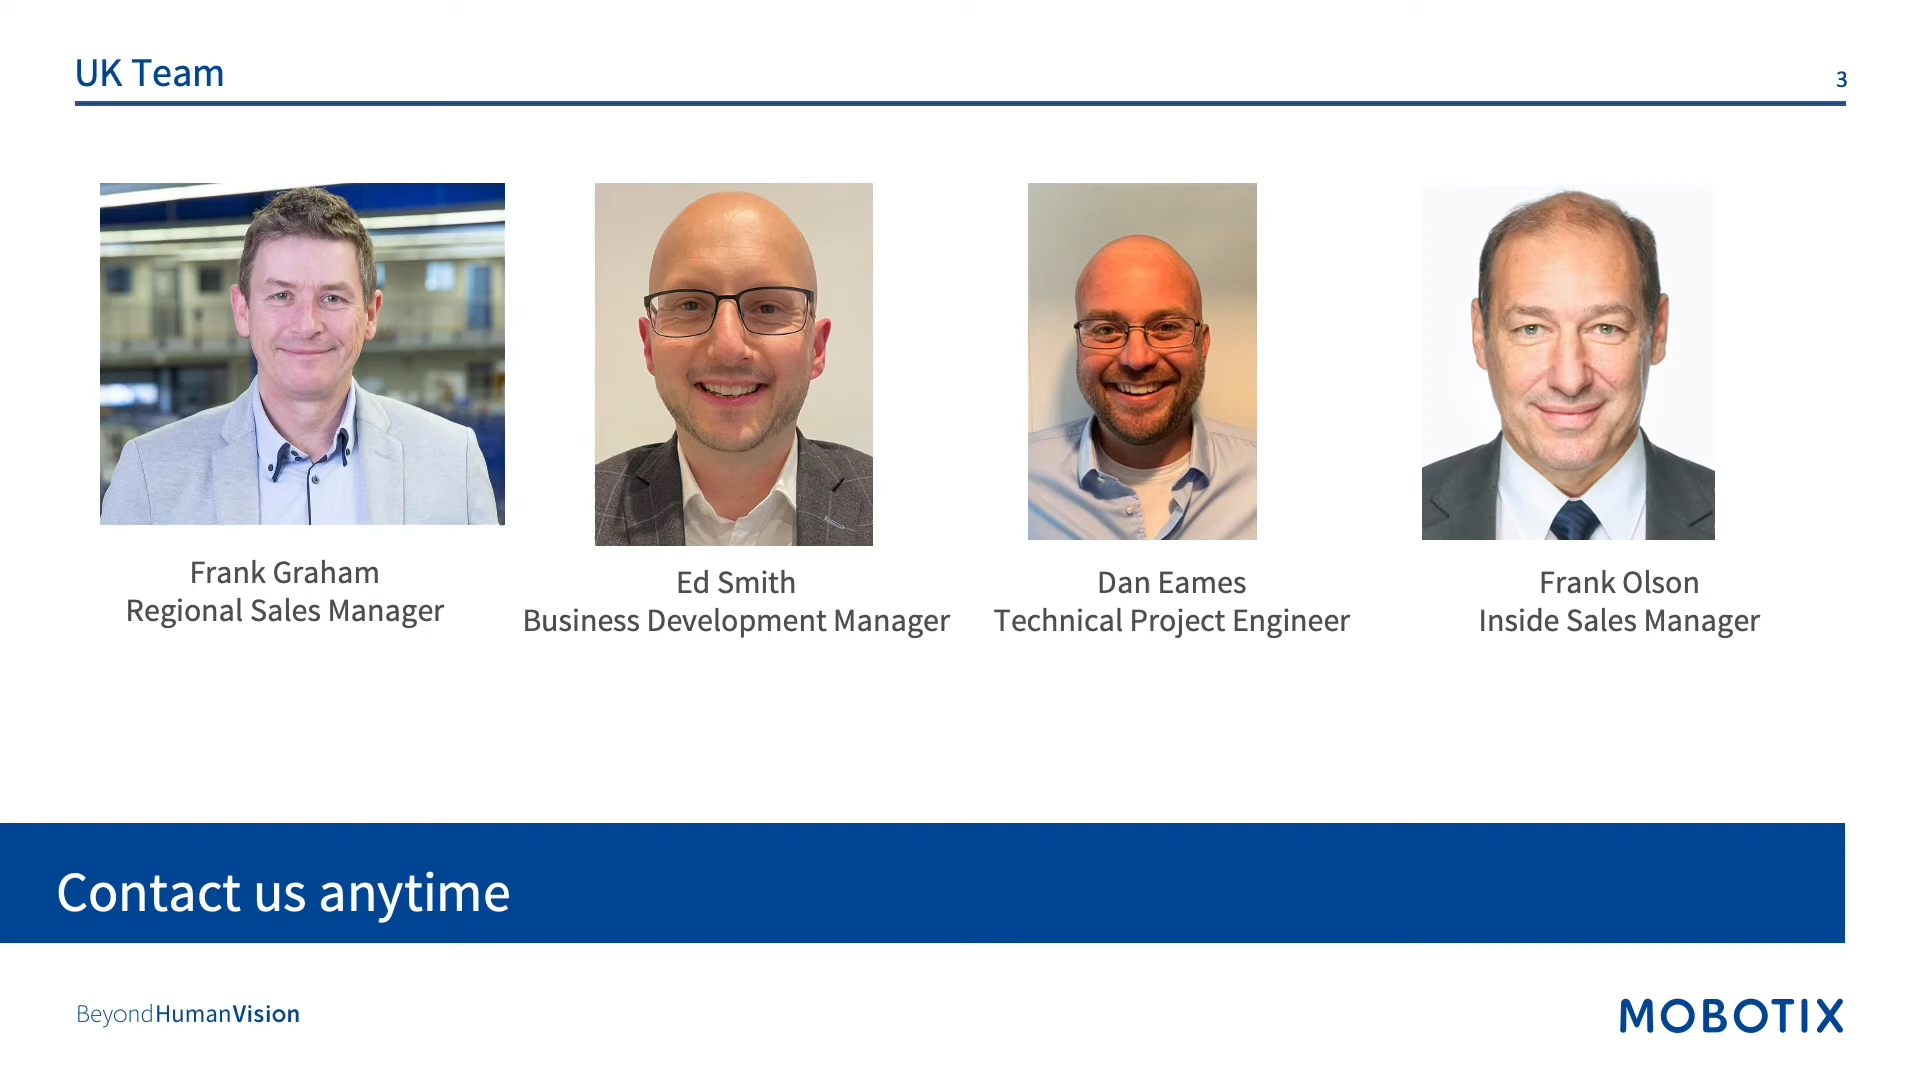 UK Team
3
Frank Graham
Regional Sales Manager
Ed Smith
Business Development Manager
Dan Eames
Technical Project Engineer
Frank Olson
Inside Sales Manager
Contact us anytime
BeyondHumanVision
MOBOTIX